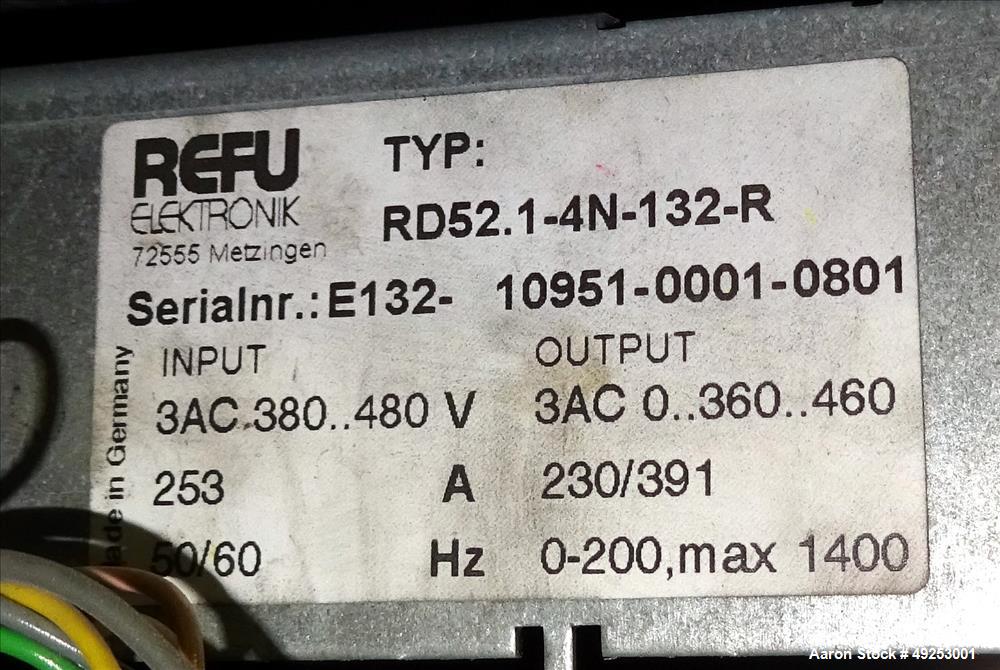 REFU
ELEKTRONIK
72555 Metzingen
TYP:
RD52.1-4N-132-R
Serialnr.: E132- 10951-0001-0801
INPUT OUTPUT
3AC 380..480 V 3AC 0..360..460
253 A 230/391
50/60 Hz 0-200,max 1400
Made in Germany
Aaron Stock # 49253001